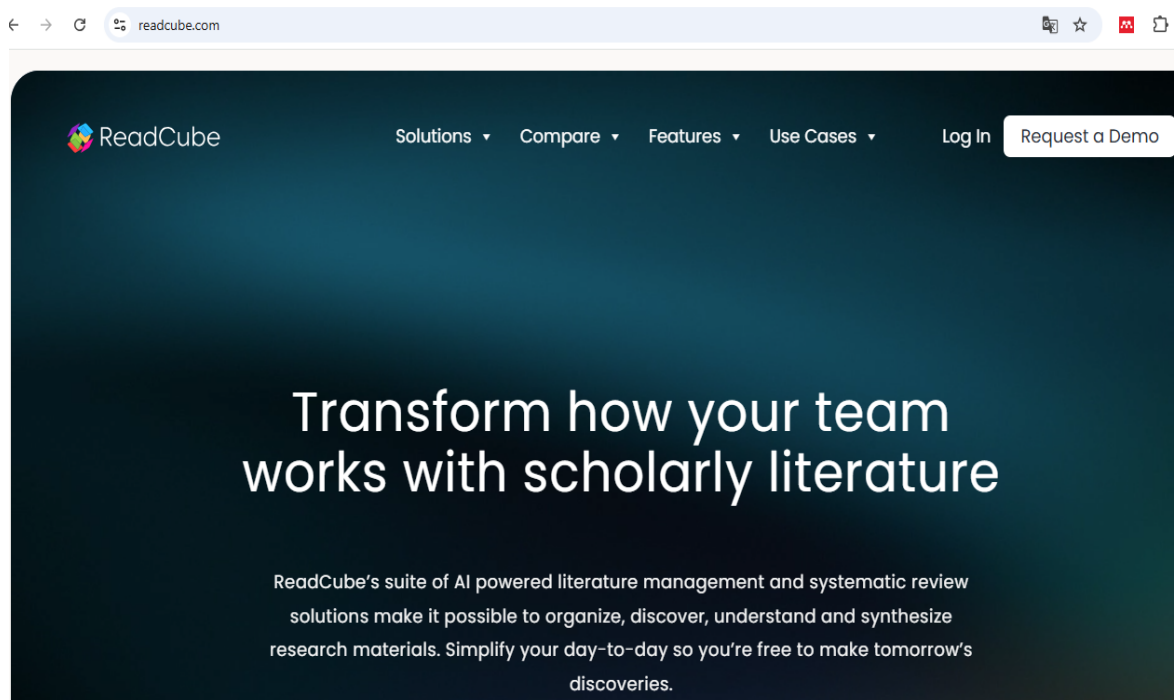 readcube.com
ReadCube Solutions Compare Features Use Cases Log In Request a Demo
Transform how your team
works with scholarly literature
ReadCube's suite of AI powered literature management and systematic review
solutions make it possible to organize, discover, understand and synthesize
research materials. Simplify your day-to-day so you're free to make tomorrow's
discoveries.